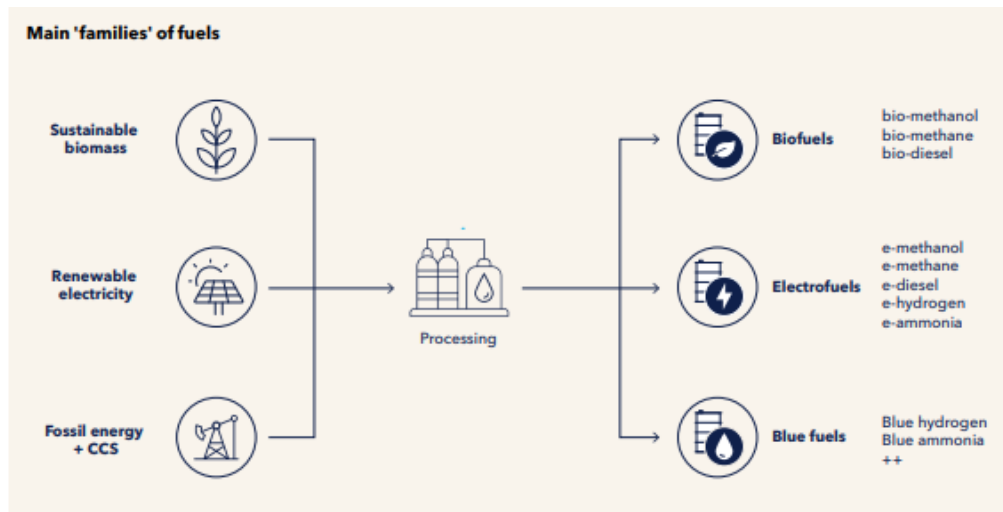 Main 'families' of fuels
Sustainable
biomass
Renewable
electricity
Fossil energy
+ CCS
Processing
Biofuels
bio-methanol
bio-methane
bio-diesel
Electrofuels
e-methanol
e-methane
e-diesel
e-hydrogen
e-ammonia
Blue fuels
Blue hydrogen
Blue ammonia
++